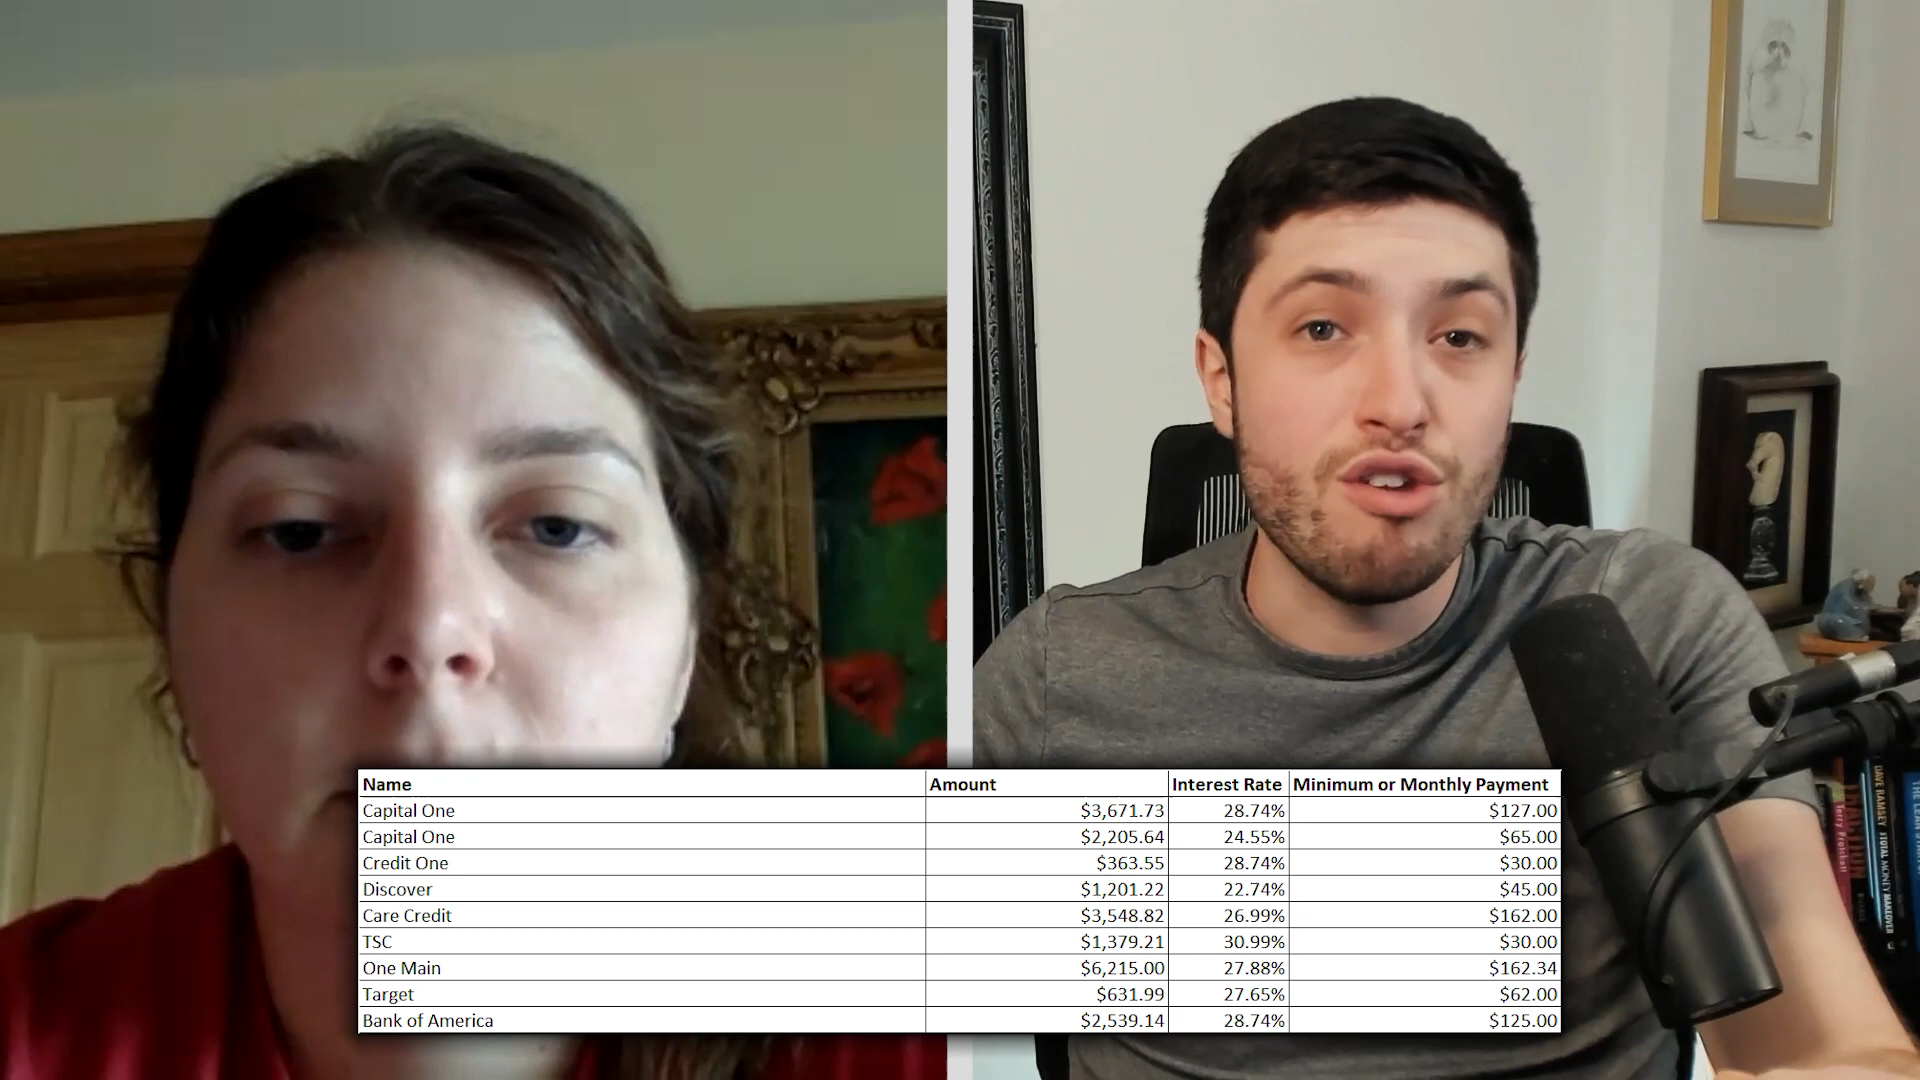 Name Amount Interest Rate Minimum or Monthly Payment
Capital One $3,671.73 28.74% $127.00
Capital One $2,205.64 24.55% $65.00
Credit One $363.55 28.74% $30.00
Discover $1,201.22 22.74% $45.00
Care Credit $3,548.82 26.99% $162.00
TSC $1,379.21 30.99% $30.00
One Main $6,215.00 27.88% $162.34
Target $631.99 27.65% $62.00
Bank of America $2,539.14 28.74% $125.00
TRACTION
Terry Pratchett
DAVE RAMSEY TOTAL MONEY MAKEOVER
THE LEAN